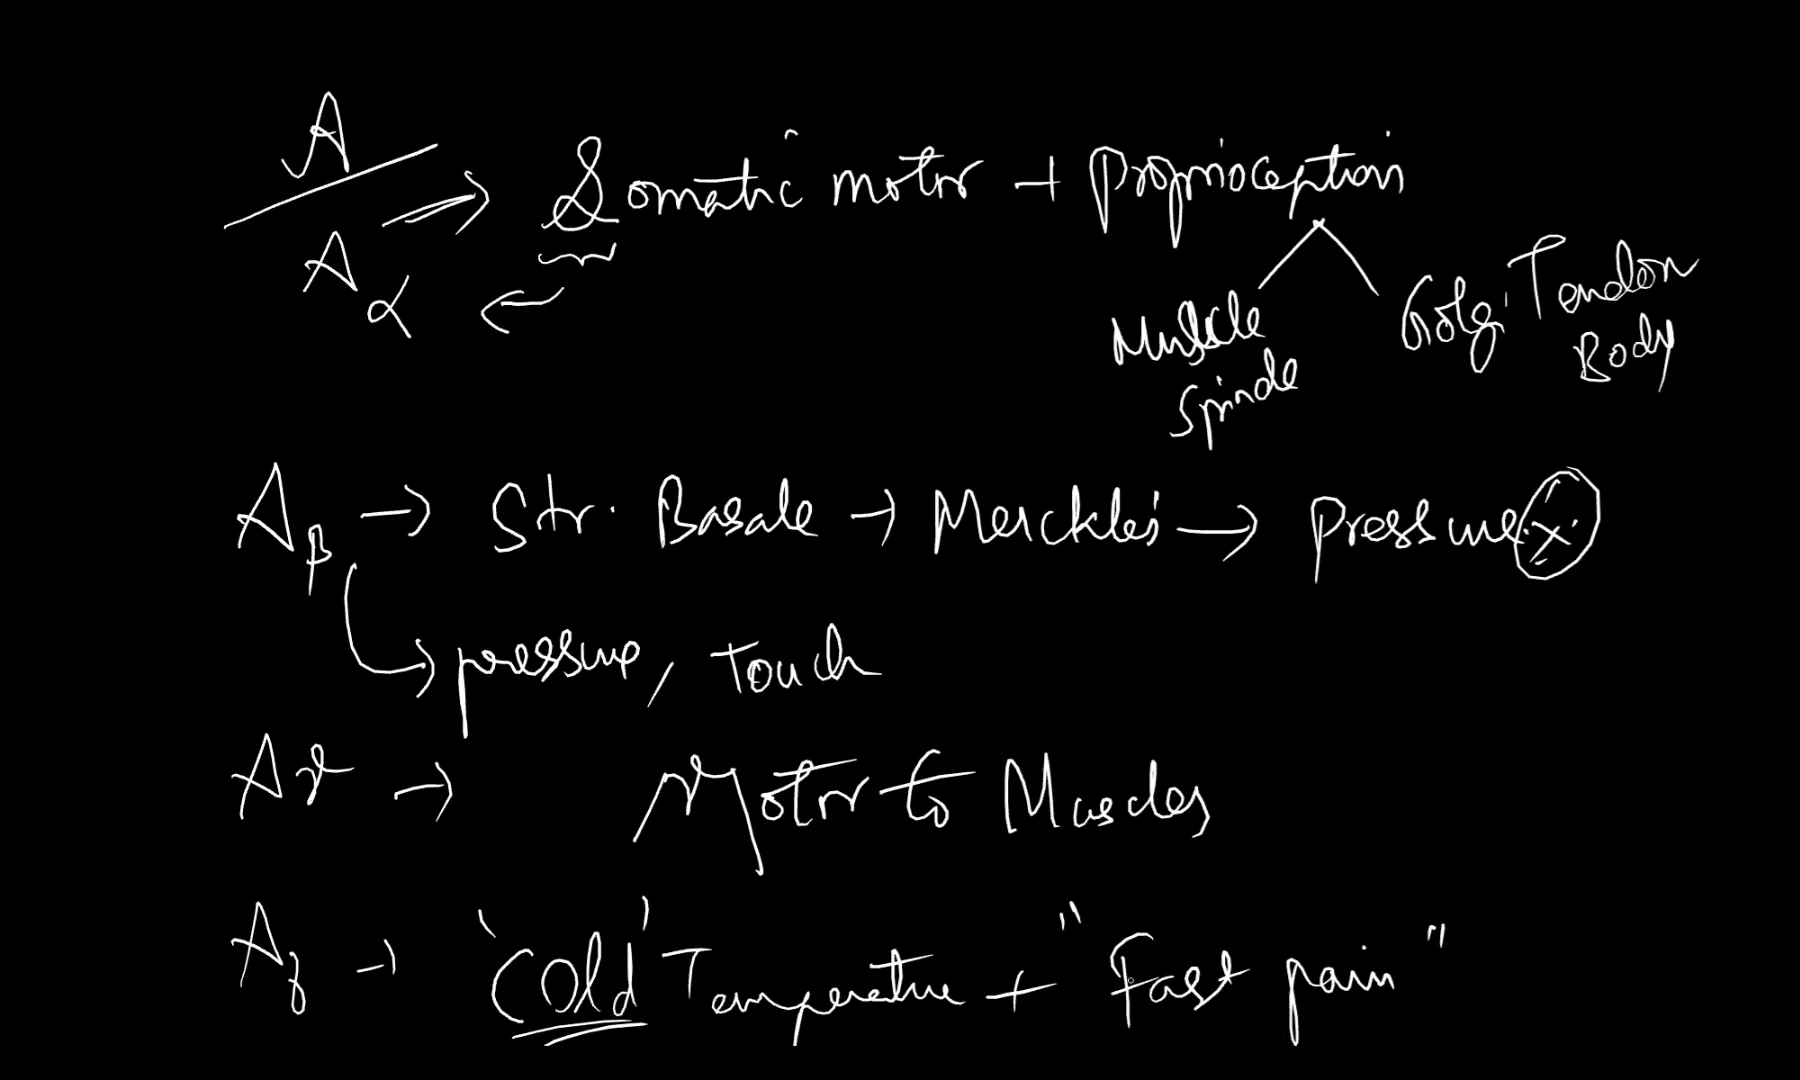 A
Aα → Somatic motor + Proprioception
Muscle Spindle
Golgi Tendon Body
Aβ → Str. Basale → Merckle's → Pressure
→ pressure, Touch
Aγ → Motor to Muscles
Aδ → 'Cold' Temperature + "Fast pain"